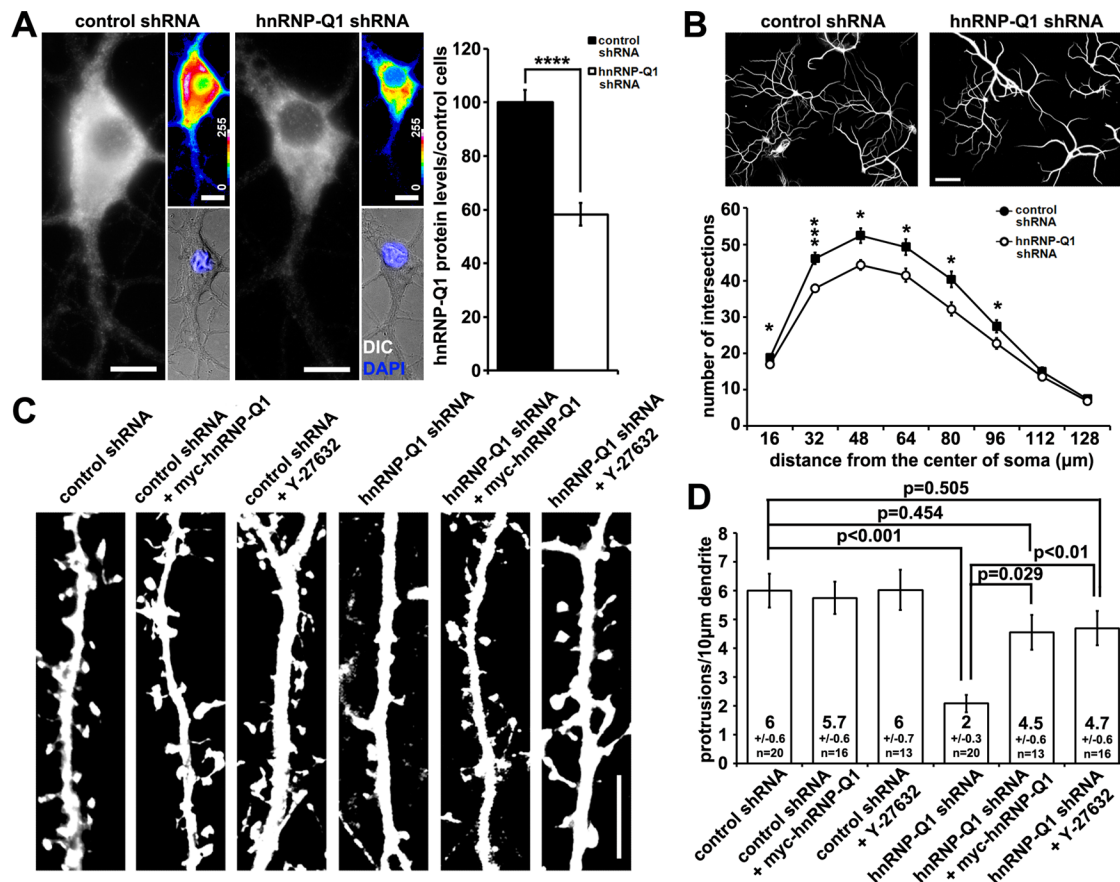 A
control shRNA
hnRNP-Q1 shRNA
255
0
255
0
DIC
DAPI
hnRNP-Q1 protein levels/control cells
120
100
80
60
40
20
0
****
control
shRNA
hnRNP-Q1
shRNA
B
control shRNA
hnRNP-Q1 shRNA
number of intersections
60
50
40
30
20
10
0
*
***
*
*
*
*
control
shRNA
hnRNP-Q1
shRNA
16 32 48 64 80 96 112 128
distance from the center of soma (µm)
C
control shRNA
control shRNA
+ myc-hnRNP-Q1
control shRNA
+ Y-27632
hnRNP-Q1 shRNA
hnRNP-Q1 shRNA
+ myc-hnRNP-Q1
hnRNP-Q1 shRNA
+ Y-27632
D
p=0.505
p=0.454
p<0.001
p<0.01
p=0.029
protrusions/10µm dendrite
8
7
6
5
4
3
2
1
0
6
+/-0.6
n=20
5.7
+/-0.6
n=16
6
+/-0.7
n=13
2
+/-0.3
n=20
4.5
+/-0.6
n=13
4.7
+/-0.6
n=16
control shRNA
control shRNA
+ myc-hnRNP-Q1
control shRNA
+ Y-27632
hnRNP-Q1 shRNA
hnRNP-Q1 shRNA
+ myc-hnRNP-Q1
hnRNP-Q1 shRNA
+ Y-27632